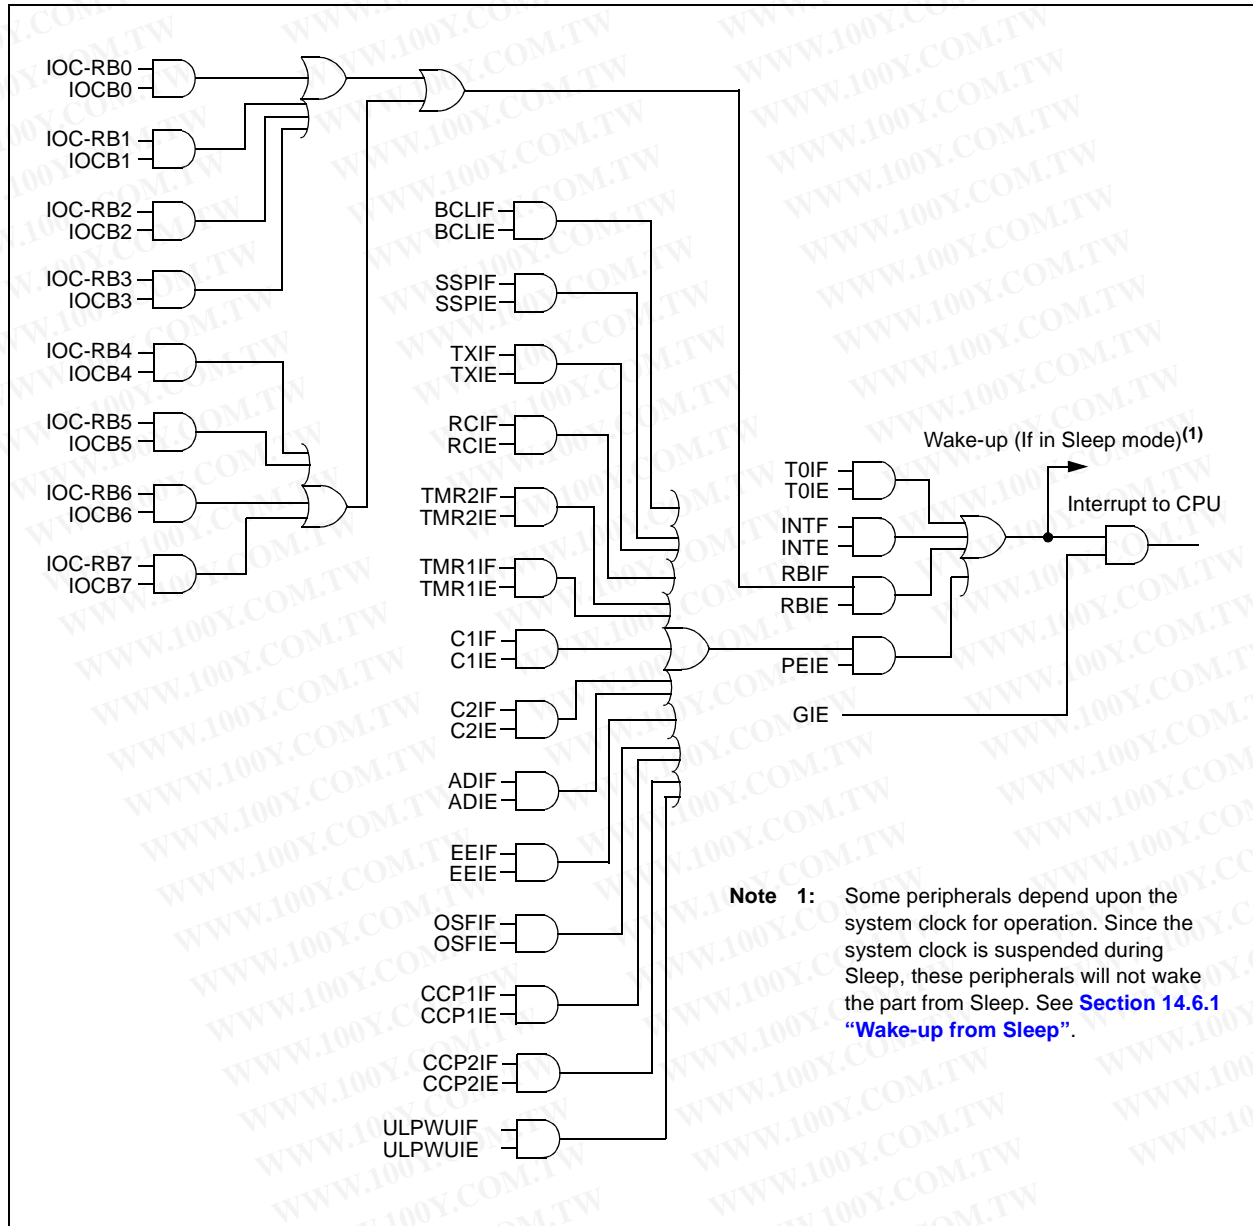 IOC-RB0
IOCB0
IOC-RB1
IOCB1
IOC-RB2
IOCB2
IOC-RB3
IOCB3
IOC-RB4
IOCB4
IOC-RB5
IOCB5
IOC-RB6
IOCB6
IOC-RB7
IOCB7
BCLIF
BCLIE
SSPIF
SSPIE
TXIF
TXIE
RCIF
RCIE
TMR2IF
TMR2IE
TMR1IF
TMR1IE
C1IF
C1IE
C2IF
C2IE
ADIF
ADIE
EEIF
EEIE
OSFIF
OSFIE
CCP1IF
CCP1IE
CCP2IF
CCP2IE
ULPWUIF
ULPWUIE
T0IF
T0IE
INTF
INTE
RBIF
RBIE
PEIE
GIE
Wake-up (If in Sleep mode)(1)
Interrupt to CPU
Note 1: Some peripherals depend upon the
system clock for operation. Since the
system clock is suspended during
Sleep, these peripherals will not wake
the part from Sleep. See Section 14.6.1
“Wake-up from Sleep”.
WWW.100Y.COM.TW